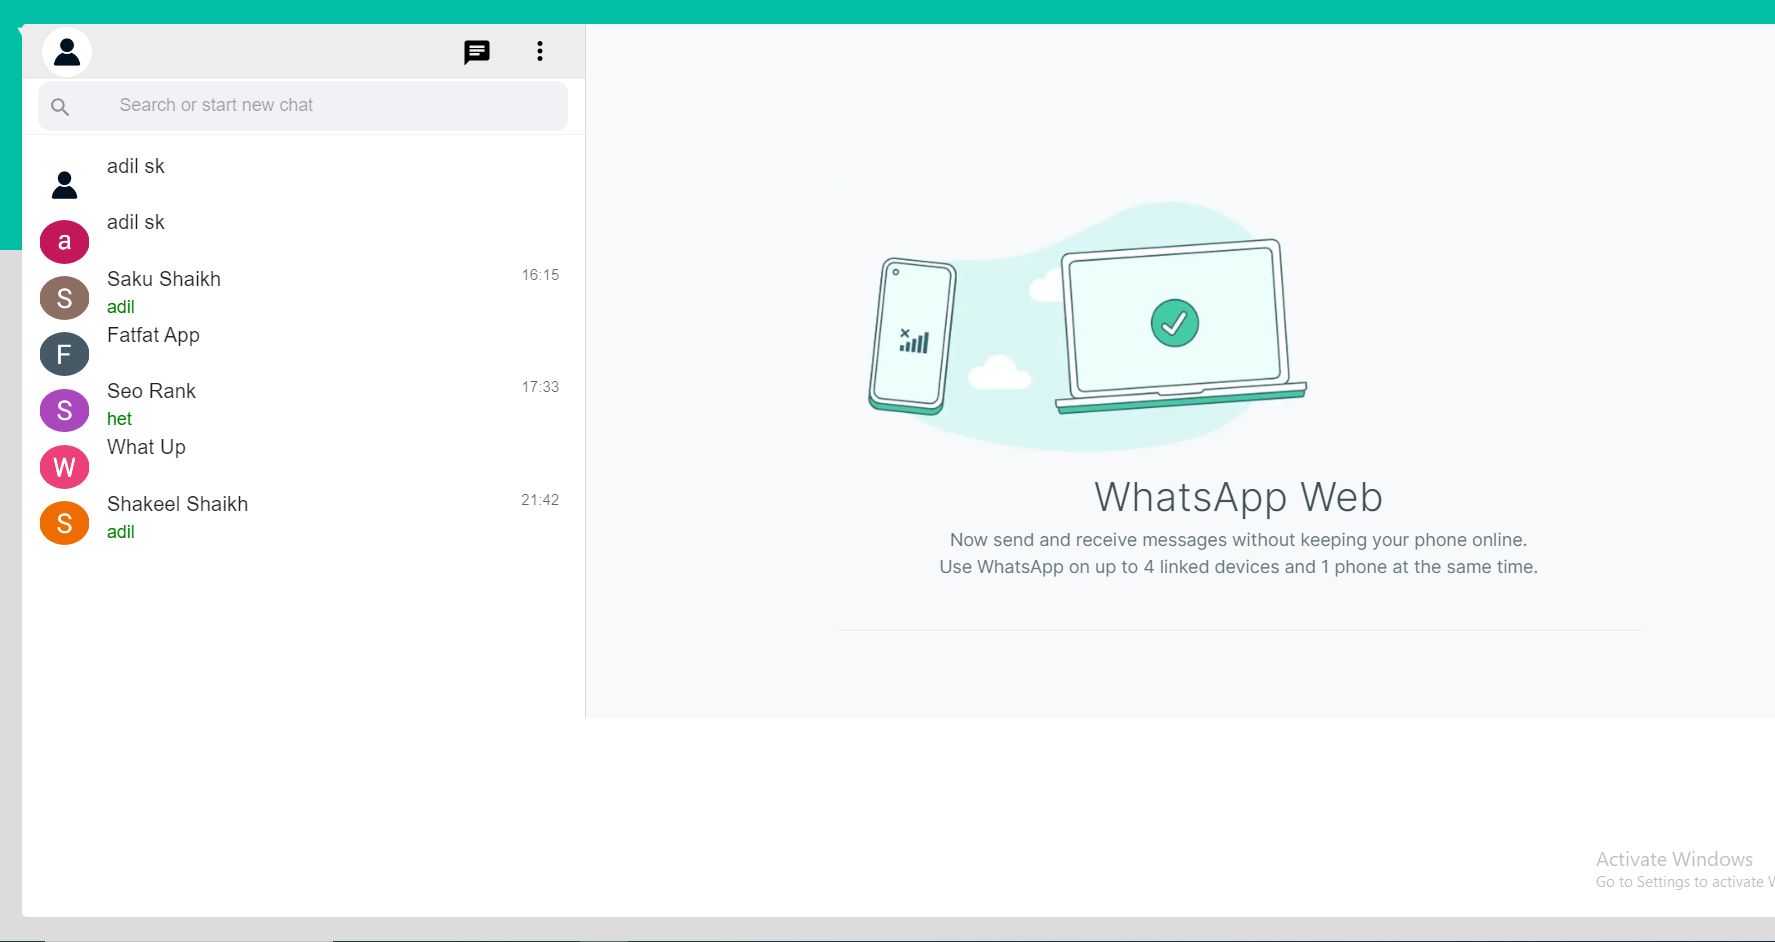 Search or start new chat
adil sk
a
adil sk
S
Saku Shaikh
16:15
adil
F
Fatfat App
S
Seo Rank
17:33
het
W
What Up
S
Shakeel Shaikh
21:42
adil
WhatsApp Web
Now send and receive messages without keeping your phone online.
Use WhatsApp on up to 4 linked devices and 1 phone at the same time.
Activate Windows
Go to Settings to activate